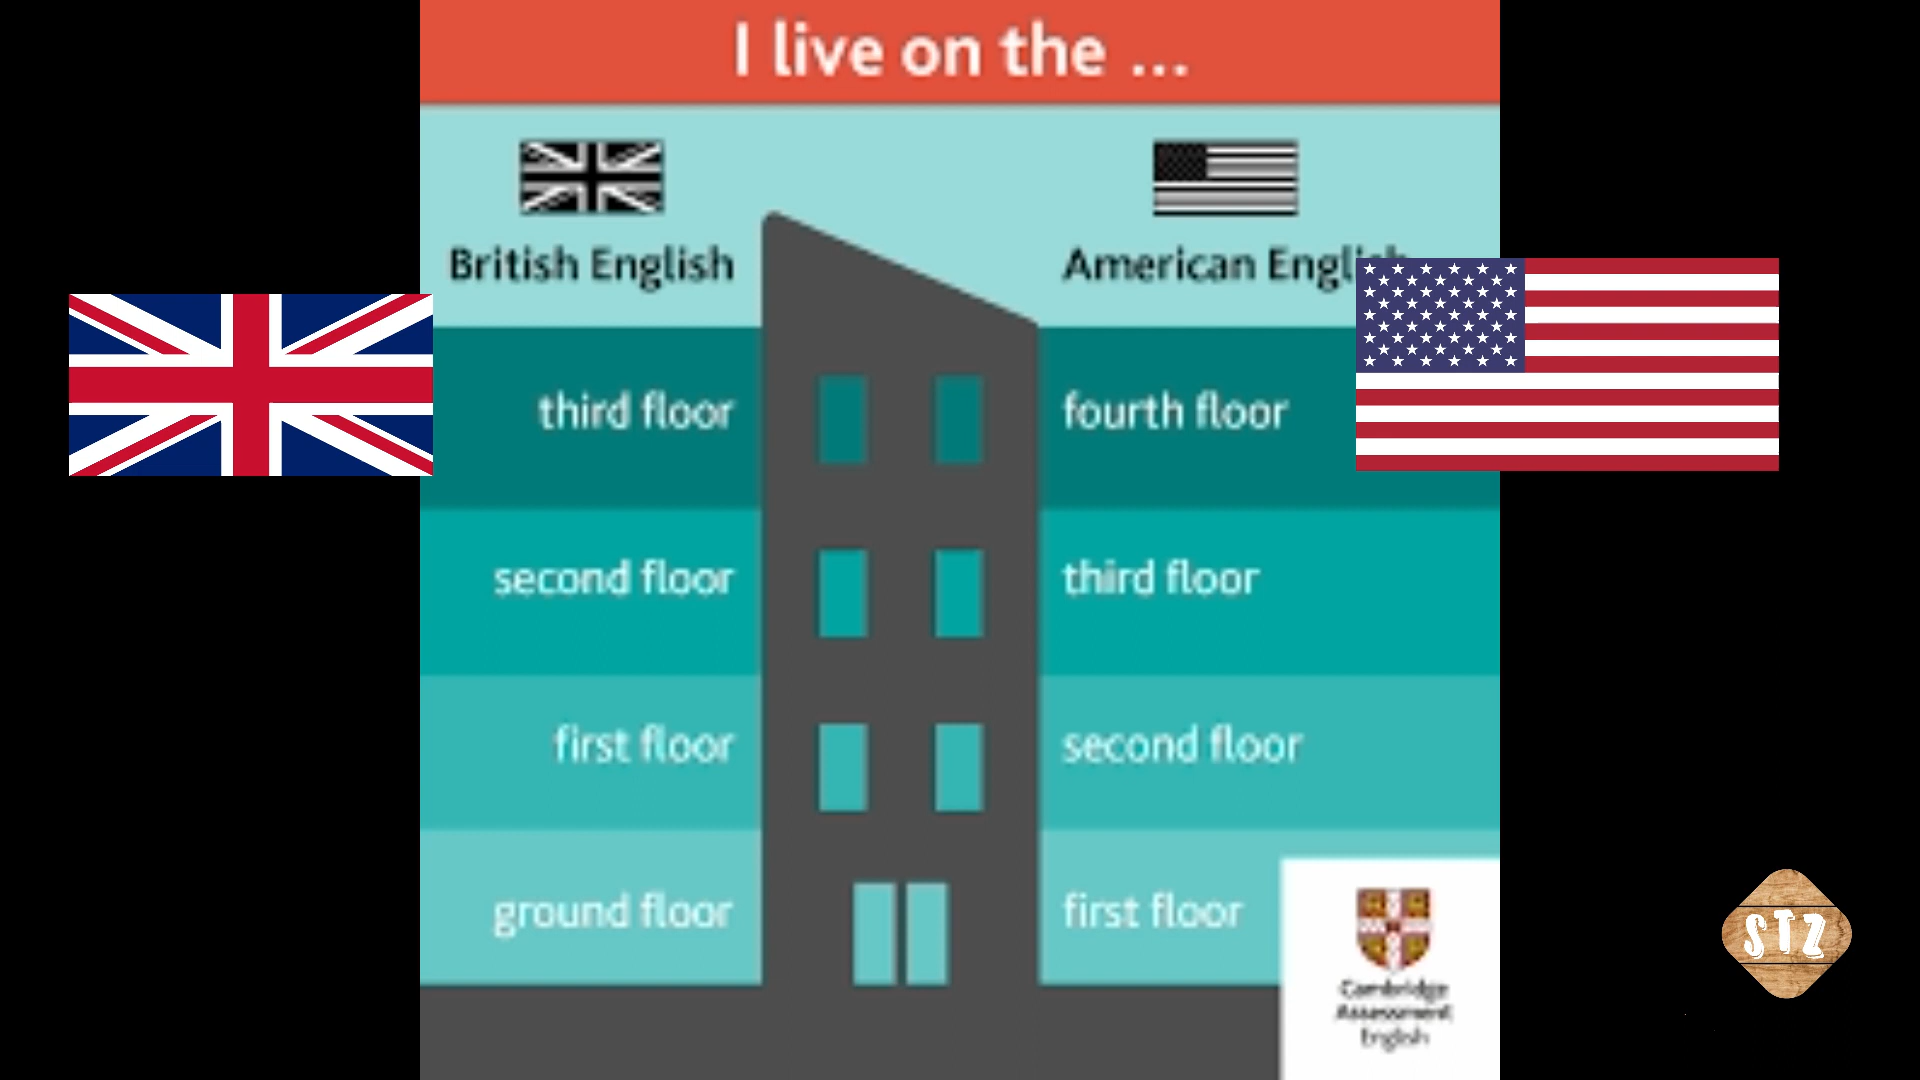 I live on the ...
British English
American English
third floor
fourth floor
second floor
third floor
first floor
second floor
ground floor
first floor
Cambridge
Assessment
English
STZ